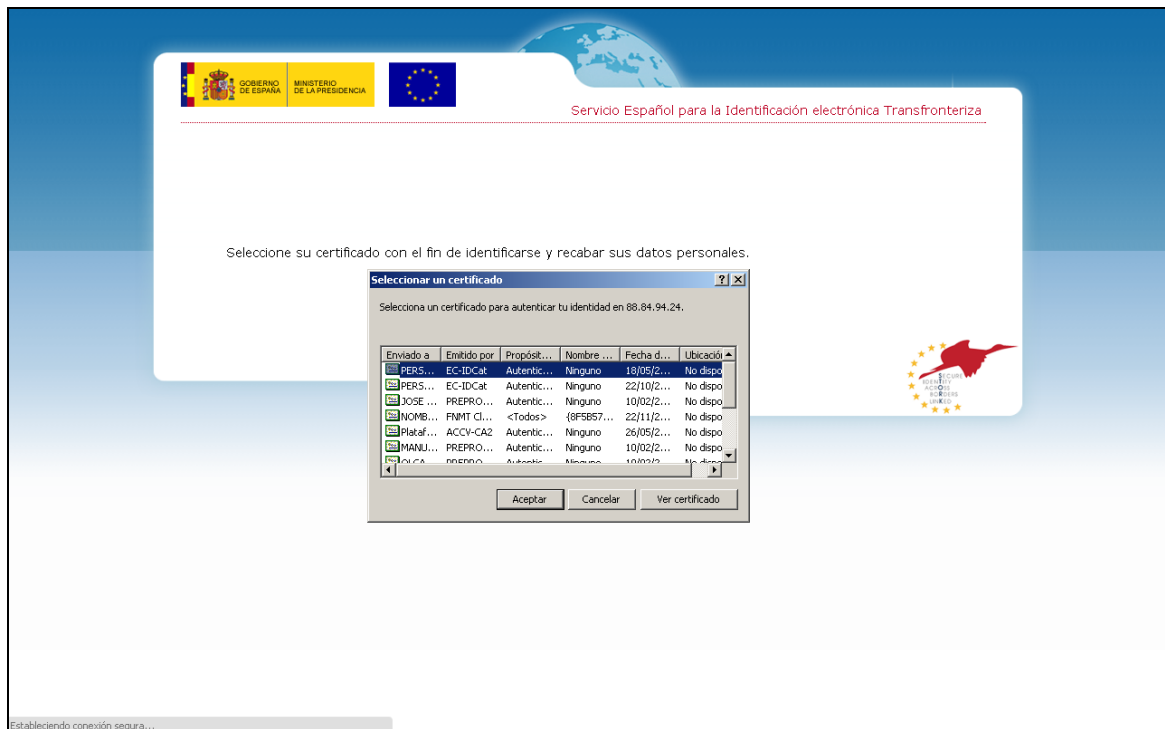 GOBIERNO DE ESPAÑA
MINISTERIO DE LA PRESIDENCIA
Servicio Español para la Identificación electrónica Transfronteriza
Seleccione su certificado con el fin de identificarse y recabar sus datos personales.
Seleccionar un certificado
Selecciona un certificado para autenticar tu identidad en 88.84.94.24.
Enviado a Emitido por Propósit... Nombre ... Fecha d... Ubicació
PERS... EC-IDCat Autentic... Ninguno 18/05/2... No dispo
PERS... EC-IDCat Autentic... Ninguno 22/10/2... No dispo
JOSE ... PREPRO... Autentic... Ninguno 10/02/2... No dispo
NOMB... FNMT Cl... <Todos> {8F5B57... 22/11/2... No dispo
Plataf... ACCV-CA2 Autentic... Ninguno 26/05/2... No dispo
MANU... PREPRO... Autentic... Ninguno 10/02/2... No dispo
Aceptar Cancelar Ver certificado
SECURE
IDENTITY
ACROSS
BORDERS
LINKED
Estableciendo conexión segura...